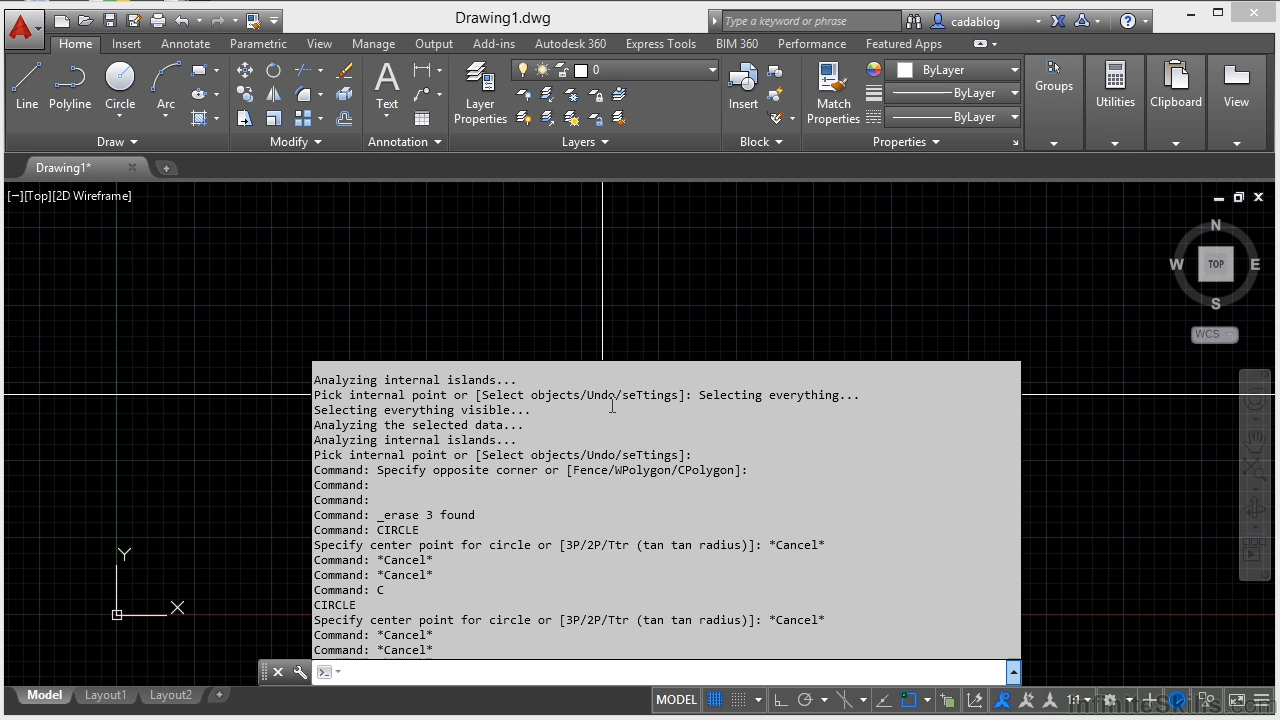 Drawing1.dwg
Type a keyword or phrase
cadablog
Home Insert Annotate Parametric View Manage Output Add-ins Autodesk 360 Express Tools BIM 360 Performance Featured Apps
Line Polyline Circle Arc
Text
Layer Properties
0
Insert
Match Properties
ByLayer
ByLayer
ByLayer
Groups Utilities Clipboard View
Draw Modify Annotation Layers Block Properties
Drawing1*
[−][Top][2D Wireframe]
N
W TOP E
S
WCS
Analyzing internal islands...
Pick internal point or [Select objects/Undo/seTtings]: Selecting everything...
Selecting everything visible...
Analyzing the selected data...
Analyzing internal islands...
Pick internal point or [Select objects/Undo/seTtings]:
Command: Specify opposite corner or [Fence/WPolygon/CPolygon]:
Command:
Command:
Command: _erase 3 found
Command: CIRCLE
Specify center point for circle or [3P/2P/Ttr (tan tan radius)]: *Cancel*
Command: *Cancel*
Command: *Cancel*
Command: C
CIRCLE
Specify center point for circle or [3P/2P/Ttr (tan tan radius)]: *Cancel*
Command: *Cancel*
Command: *Cancel*
Y
X
Model Layout1 Layout2
MODEL 1:1
InfiniteSkills.com